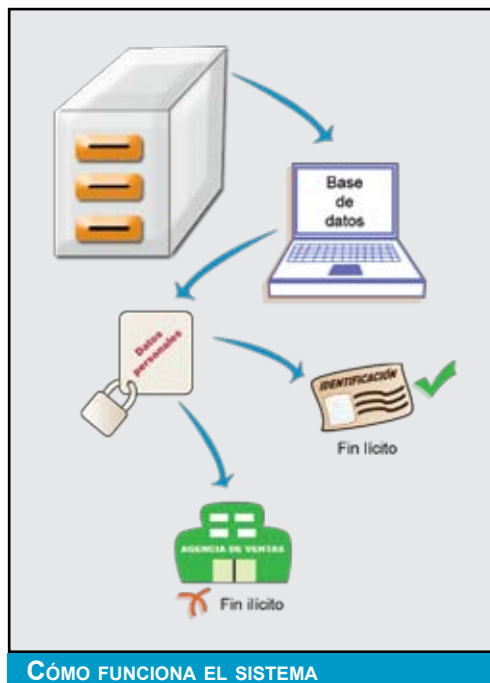 Base
de
datos
Datos
personales
IDENTIFICACIÓN
Fin lícito
AGENCIA DE VENTAS
Fin ilícito
CÓMO FUNCIONA EL SISTEMA